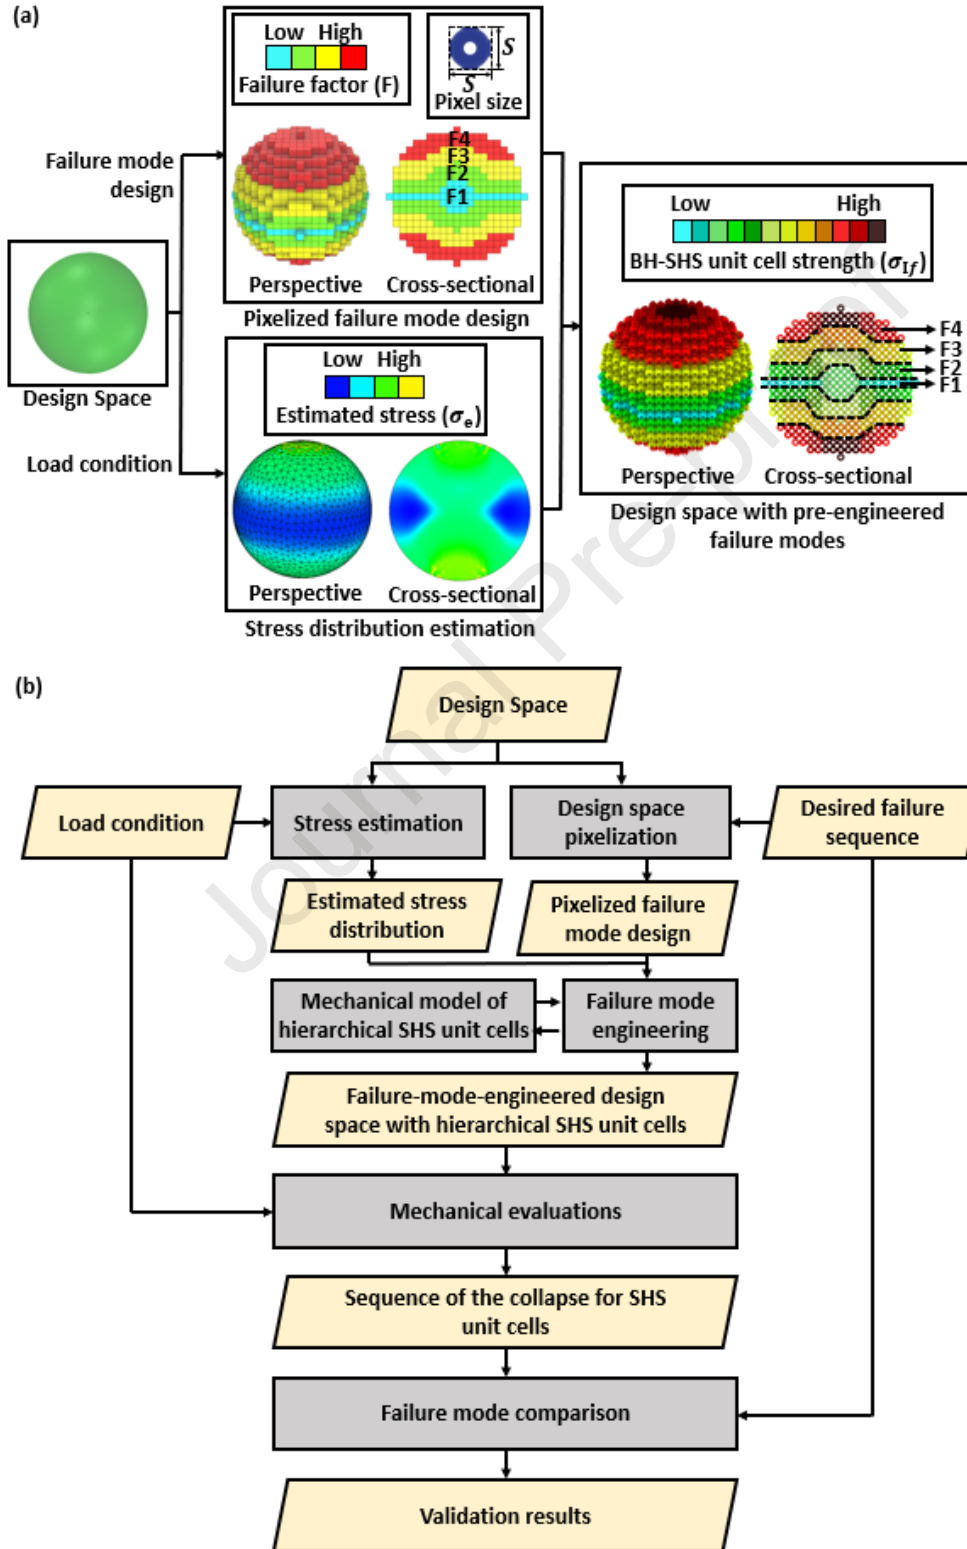 (a)
Low High
Failure factor (F)
S
S
Pixel size
Failure mode
design
F4
F3
F2
F1
Perspective Cross-sectional
Pixelized failure mode design
Design Space
Load condition
Low High
Estimated stress (σe)
Perspective Cross-sectional
Stress distribution estimation
Low High
BH-SHS unit cell strength (σIf)
F4
F3
F2
F1
Perspective Cross-sectional
Design space with pre-engineered
failure modes
Journal Pre-proof
(b)
Design Space
Load condition
Stress estimation
Design space
pixelization
Desired failure
sequence
Estimated stress
distribution
Pixelized failure
mode design
Mechanical model of
hierarchical SHS unit cells
Failure mode
engineering
Failure-mode-engineered design
space with hierarchical SHS unit cells
Mechanical evaluations
Sequence of the collapse for SHS
unit cells
Failure mode comparison
Validation results